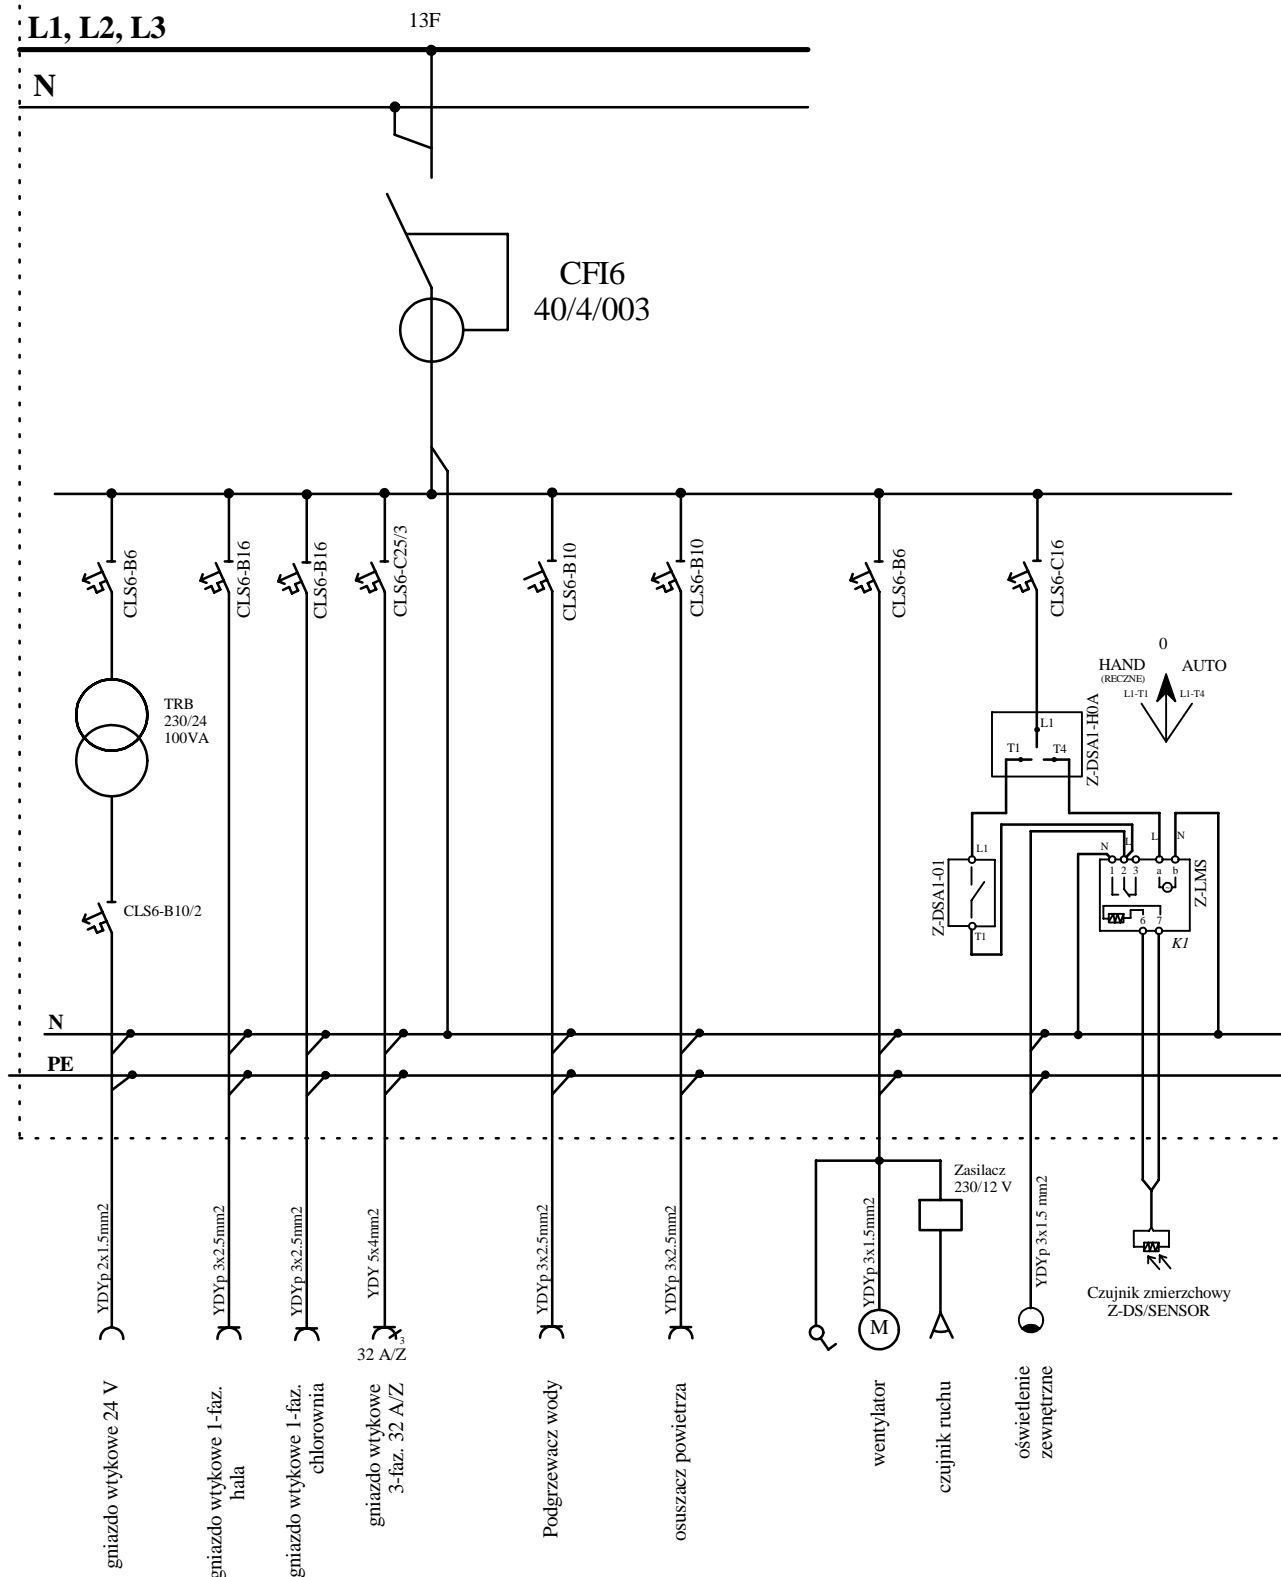 L1, L2, L3
13F
N
CFI6
40/4/003
CLS6-B6
CLS6-B16
CLS6-B16
CLS6-C25/3
CLS6-B10
CLS6-B10
CLS6-B6
CLS6-C16
0
HAND
(RECZNE)
AUTO
L1-T1
L1-T4
TRB
230/24
100VA
L1
T1
T4
Z-DSA1-H0A
L1
T1
Z-DSA1-01
N
L
L
N
1
2
3
a
b
6
7
Z-LMS
K1
CLS6-B10/2
N
PE
YDYp 2x1.5mm2
YDYp 3x2.5mm2
YDYp 3x2.5mm2
YDY 5x4mm2
YDYp 3x2.5mm2
YDYp 3x2.5mm2
YDYp 3x1.5mm2
Zasilacz
230/12 V
YDYp 3x1.5 mm2
Czujnik zmierzchowy
Z-DS/SENSOR
3
32 A/Z
M
gniazdo wtykowe 24 V
gniazdo wtykowe 1-faz.
hala
gniazdo wtykowe 1-faz.
chlorownia
gniazdo wtykowe
3-faz. 32 A/Z
Podgrzewacz wody
osuszacz powietrza
wentylator
czujnik ruchu
oświetlenie
zewnętrzne